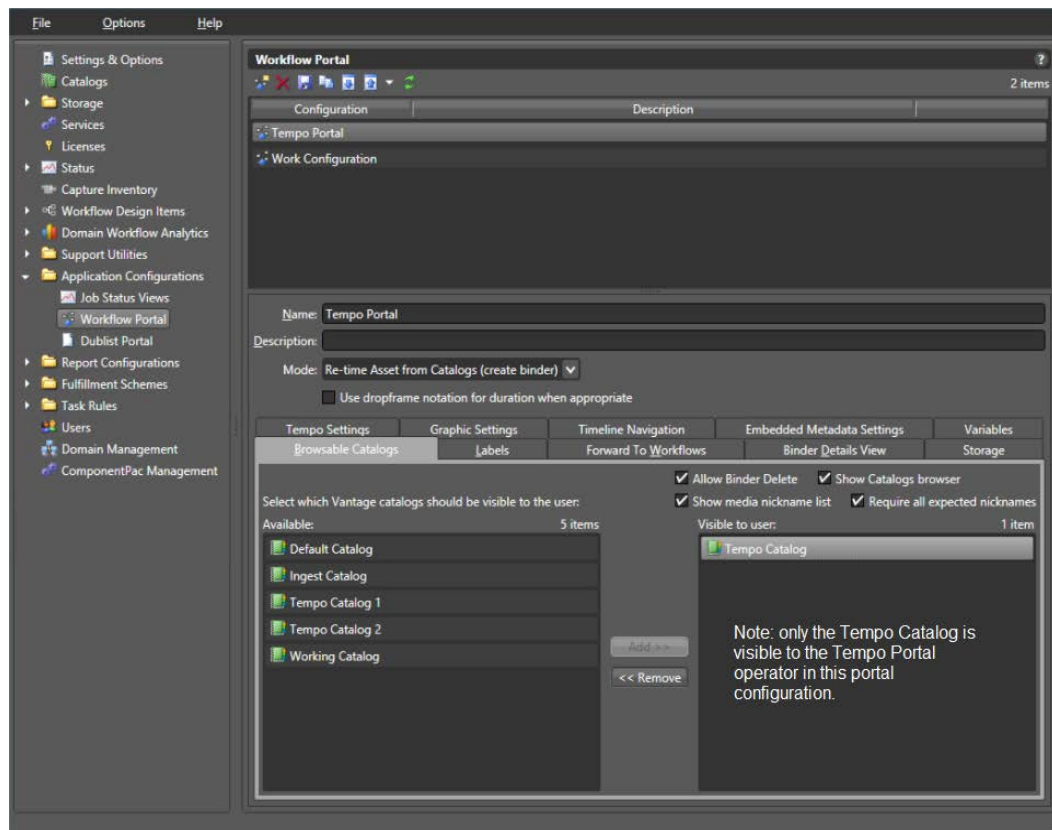 File Options Help
Settings & Options
Catalogs
Storage
Services
Licenses
Status
Capture Inventory
Workflow Design Items
Domain Workflow Analytics
Support Utilities
Application Configurations
Job Status Views
Workflow Portal
Dublist Portal
Report Configurations
Fulfillment Schemes
Task Rules
Users
Domain Management
ComponentPac Management
Workflow Portal ?
2 items
Configuration Description
Tempo Portal
Work Configuration
Name: Tempo Portal
Description:
Mode: Re-time Asset from Catalogs (create binder)
Use dropframe notation for duration when appropriate
Tempo Settings Graphic Settings Timeline Navigation Embedded Metadata Settings Variables
Browsable Catalogs Labels Forward To Workflows Binder Details View Storage
Allow Binder Delete Show Catalogs browser
Select which Vantage catalogs should be visible to the user: Show media nickname list Require all expected nicknames
Available: 5 items Visible to user: 1 item
Default Catalog
Ingest Catalog
Tempo Catalog 1
Tempo Catalog 2
Working Catalog
Add >>
<< Remove
Tempo Catalog
Note: only the Tempo Catalog is
visible to the Tempo Portal
operator in this portal
configuration.